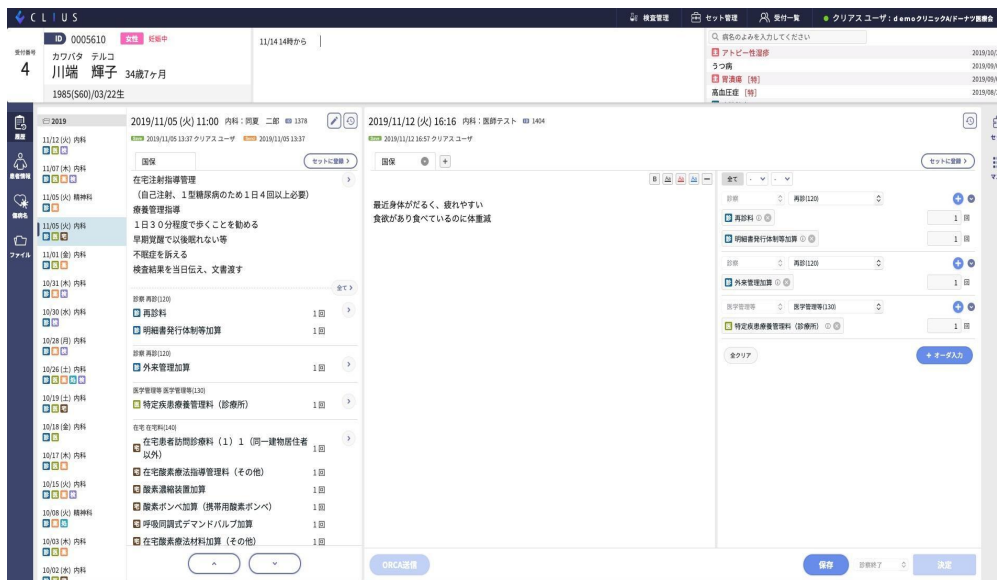 CLIUS
検査管理
セット管理
受付一覧
クリアス ユーザ：demoクリニックA/ドーナツ医療会
受付番号
4
ID 0005610 女性 妊娠中
カワバタ テルコ
川端 輝子 34歳7ヶ月
1985(S60)/03/22生
11/14 14時から
病名のよみを入力してください
アトピー性湿疹
うつ病
胃潰瘍 [特]
高血圧症 [特]
履歴
患者情報
傷病名
ファイル
2019
11/12 (火) 内科
11/07 (木) 内科
11/05 (火) 精神科
11/05 (火) 内科
11/01 (金) 内科
10/31 (木) 内科
10/30 (水) 内科
10/28 (月) 内科
10/26 (土) 内科
10/19 (土) 内科
10/18 (金) 内科
10/17 (木) 内科
10/15 (火) 内科
10/08 (火) 精神科
10/03 (木) 内科
10/02 (水) 内科
2019/11/05 (火) 11:00 内科：同夏 二郎 1378
2019/11/05 13:37 クリアス ユーザ 2019/11/05 13:37
国保
セットに登録 >
在宅注射指導管理
（自己注射、１型糖尿病のため１日４回以上必要）
療養管理指導
１日３０分程度で歩くことを勧める
早期覚醒で以後眠れない等
不眠症を訴える
検査結果を当日伝え、文書渡す
全て >
診察 再診(120)
再診料 1 回
明細書発行体制等加算 1 回
診察 再診(120)
外来管理加算 1 回
医学管理等 医学管理等(130)
特定疾患療養管理料（診療所） 1 回
在宅 在宅料(140)
在宅患者訪問診療料（１）１（同一建物居住者以外） 1 回
在宅酸素療法指導管理料（その他） 1 回
酸素濃縮装置加算 1 回
酸素ボンベ加算（携帯用酸素ボンベ） 1 回
呼吸同調式デマンドバルブ加算 1 回
在宅酸素療法材料加算（その他） 1 回
2019/11/12 (火) 16:16 内科：医師テスト 1404
2019/11/12 16:57 クリアス ユーザ
国保
セットに登録 >
最近身体がだるく、疲れやすい
食欲があり食べているのに体重減
全て
診察 再診(120)
再診料 1 回
明細書発行体制等加算 1 回
診察 再診(120)
外来管理加算 1 回
医学管理等 医学管理等(130)
特定疾患療養管理料（診療所） 1 回
全クリア
+ オーダ入力
ORCA送信
保存
診察終了
決定